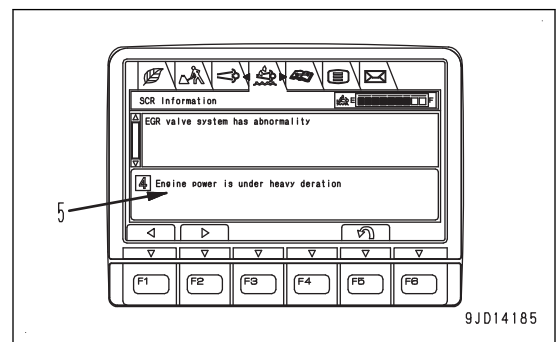 SCR Information
E F
EGR valve system has abnormality
4 Engine power is under heavy deration
5
F1 F2 F3 F4 F5 F6
9JD14185